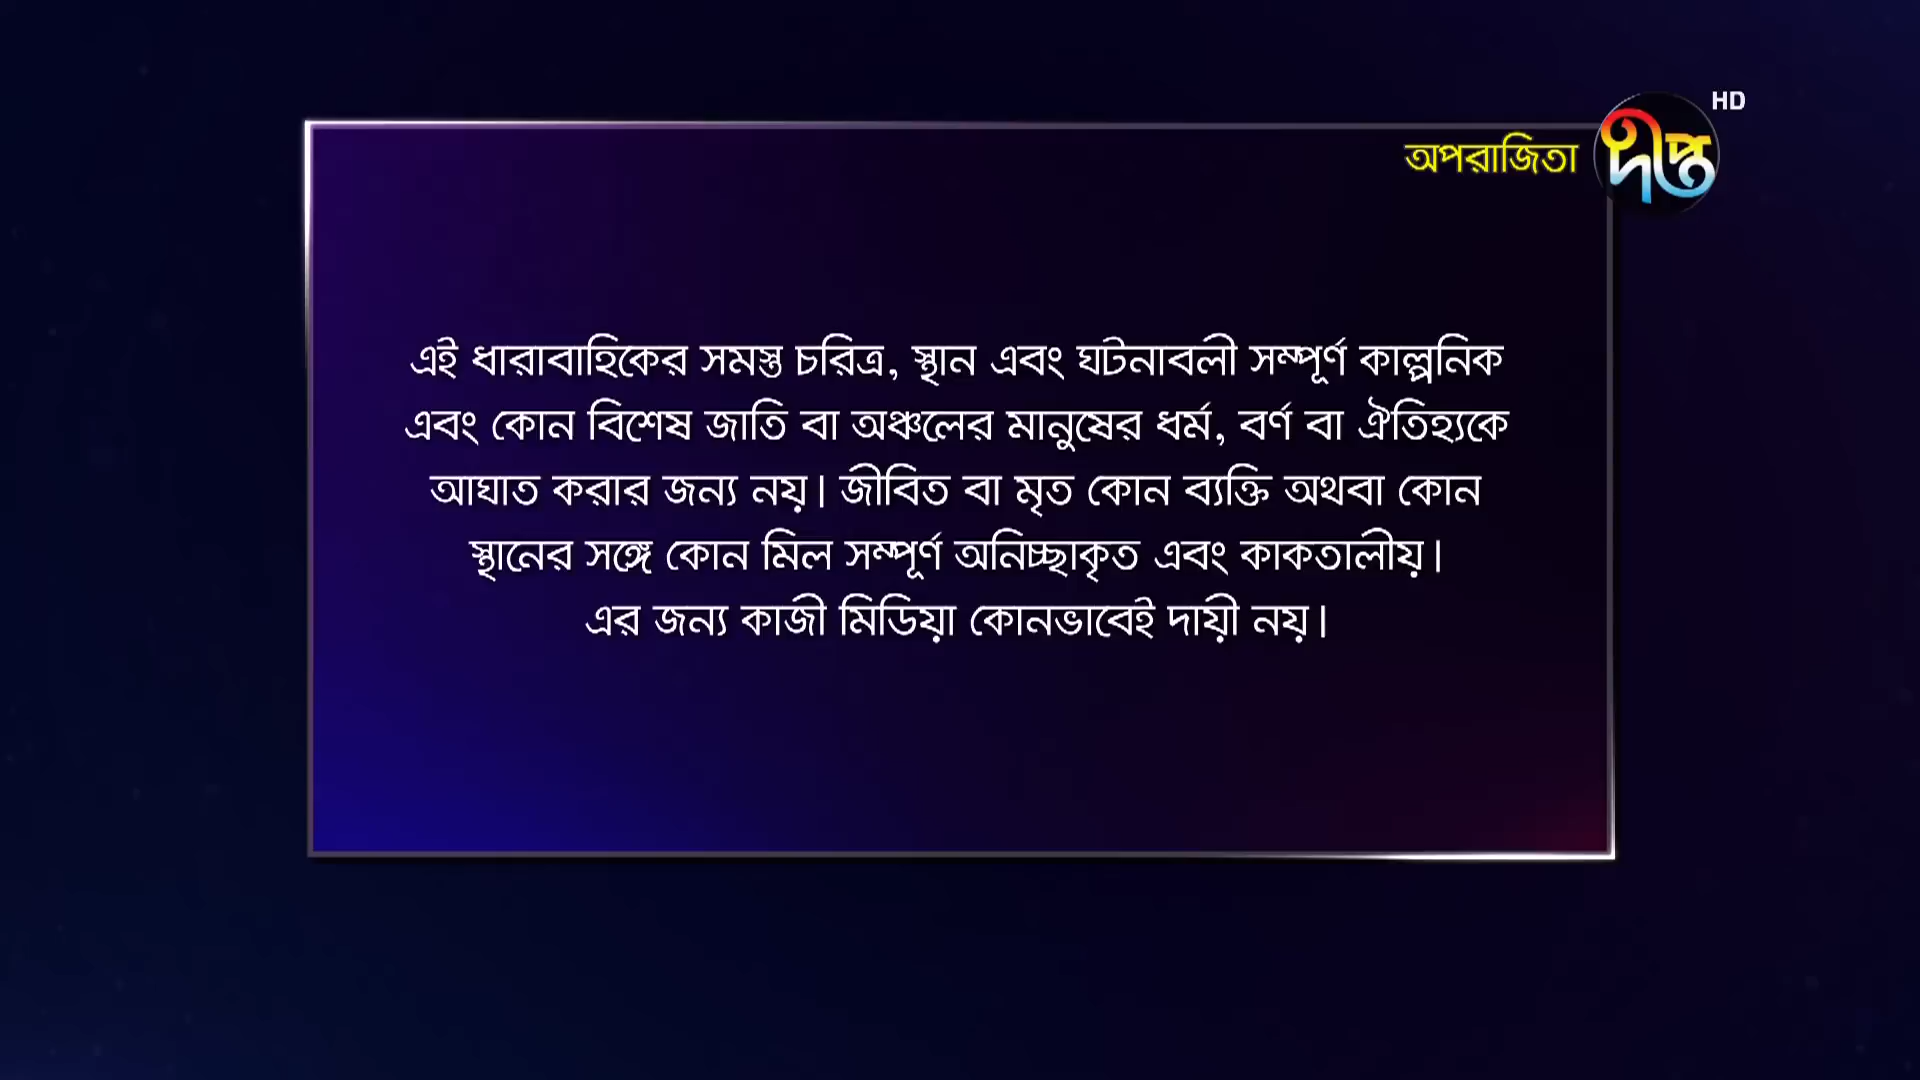 HD
অপরাজিতা
দীপ্ত
এই ধারাবাহিকের সমস্ত চরিত্র, স্থান এবং ঘটনাবলী সম্পূর্ণ কাল্পনিক
এবং কোন বিশেষ জাতি বা অঞ্চলের মানুষের ধর্ম, বর্ণ বা ঐতিহ্যকে
আঘাত করার জন্য নয়। জীবিত বা মৃত কোন ব্যক্তি অথবা কোন
স্থানের সঙ্গে কোন মিল সম্পূর্ণ অনিচ্ছাকৃত এবং কাকতালীয়।
এর জন্য কাজী মিডিয়া কোনভাবেই দায়ী নয়।